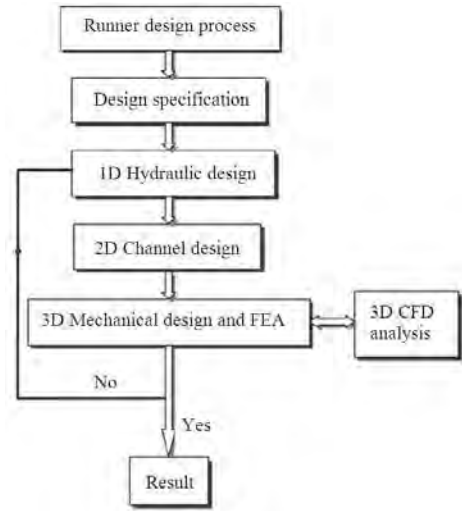 Runner design process
Design specification
1D Hydraulic design
2D Channel design
3D Mechanical design and FEA
3D CFD
analysis
No
Yes
Result